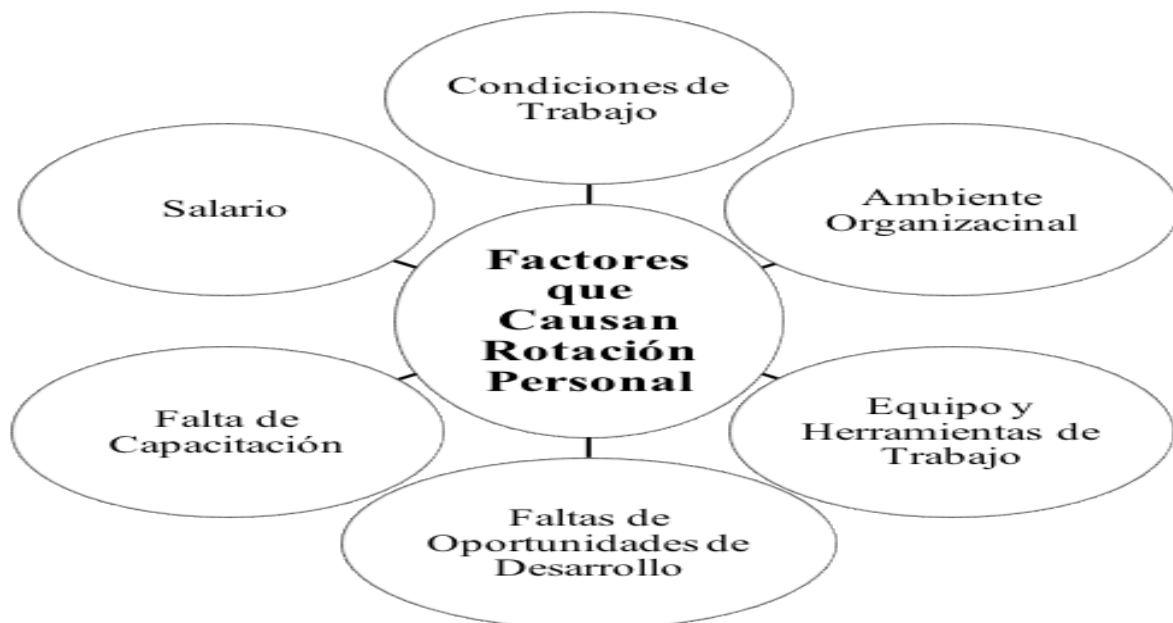 Condiciones de
Trabajo
Salario
Ambiente
Organizacinal
Factores
que
Causan
Rotación
Personal
Falta de
Capacitación
Equipo y
Herramientas de
Trabajo
Faltas de
Oportunidades de
Desarrollo